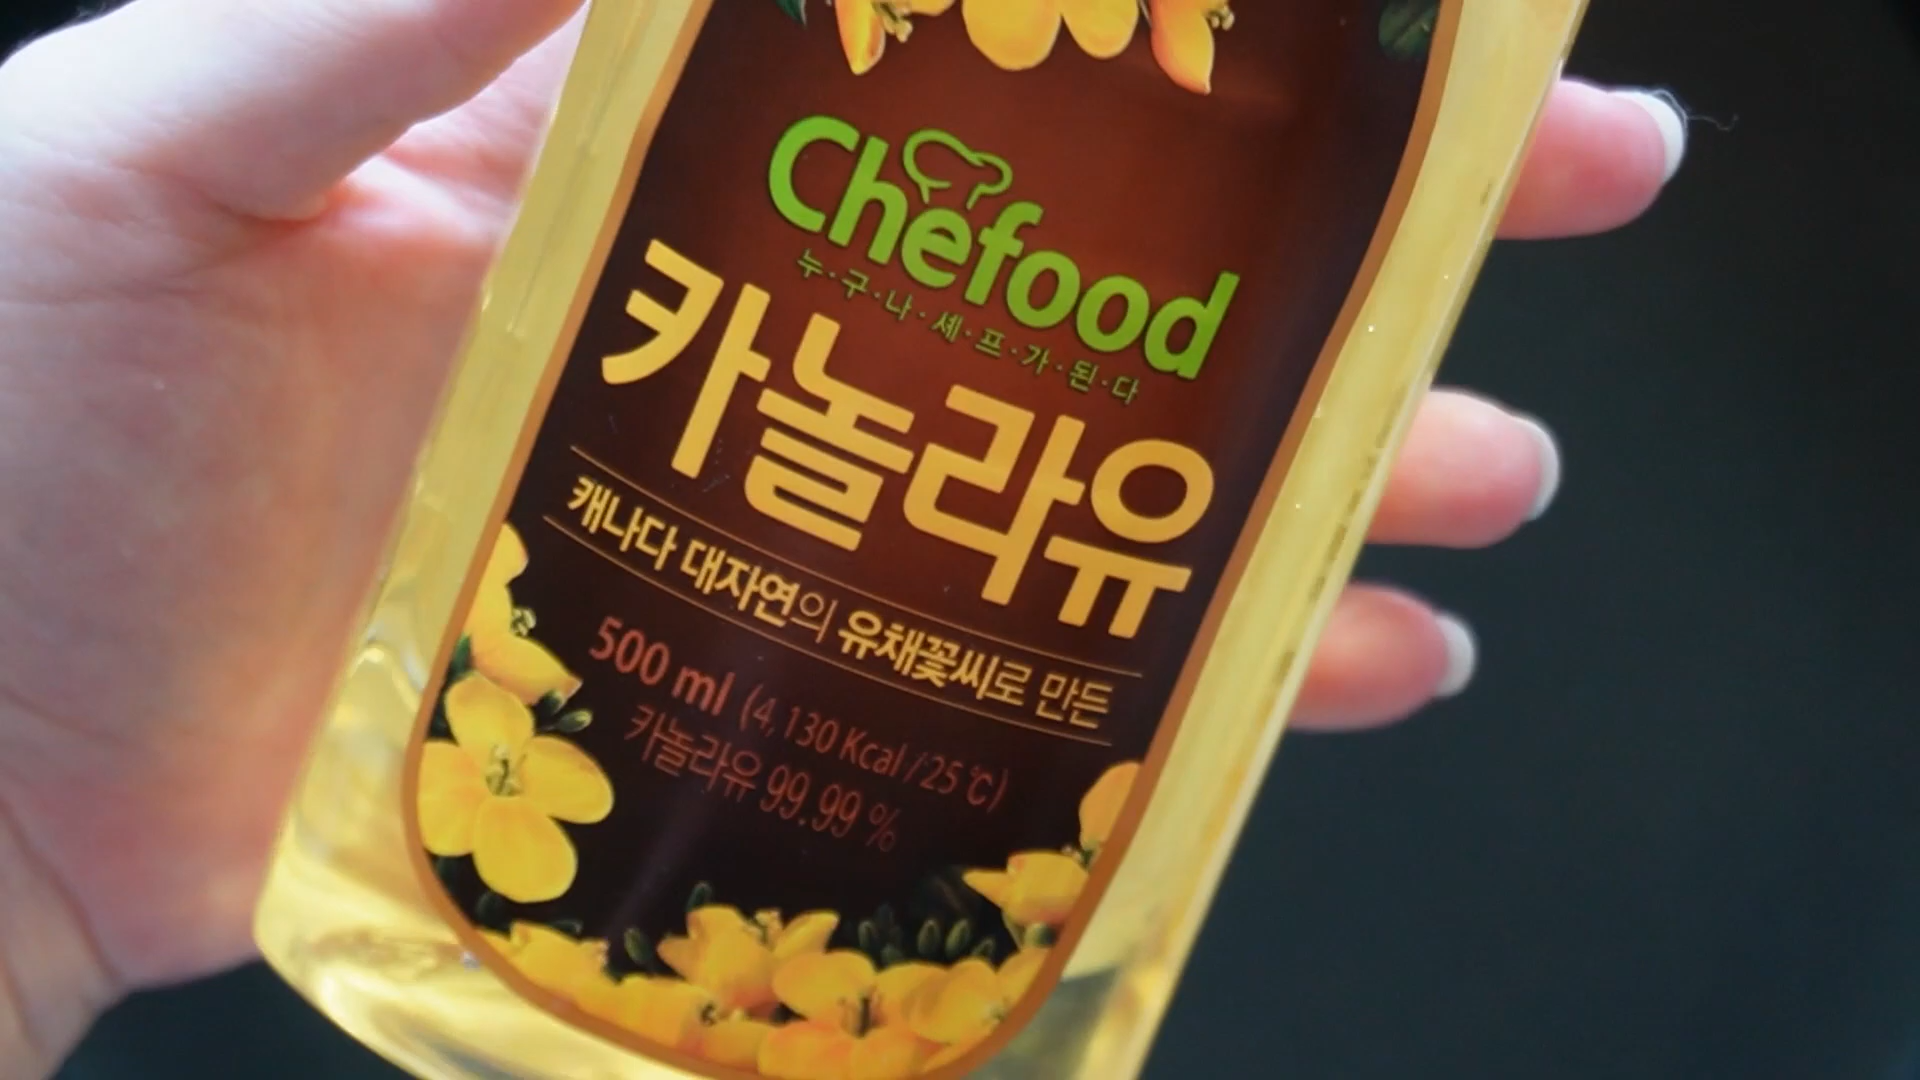 Chefood
누·구·나·셰·프·가·된·다
카놀라유
캐나다 대자연의 유채꽃씨로 만든
500 ml (4,130 Kcal/25℃)
카놀라유 99.99 %